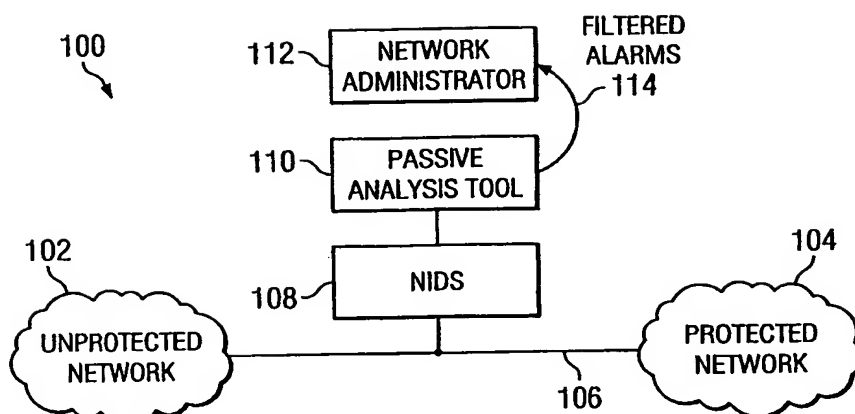 100
112
NETWORK
ADMINISTRATOR
FILTERED
ALARMS
114
110
PASSIVE
ANALYSIS TOOL
102
108
NIDS
104
UNPROTECTED
NETWORK
PROTECTED
NETWORK
106